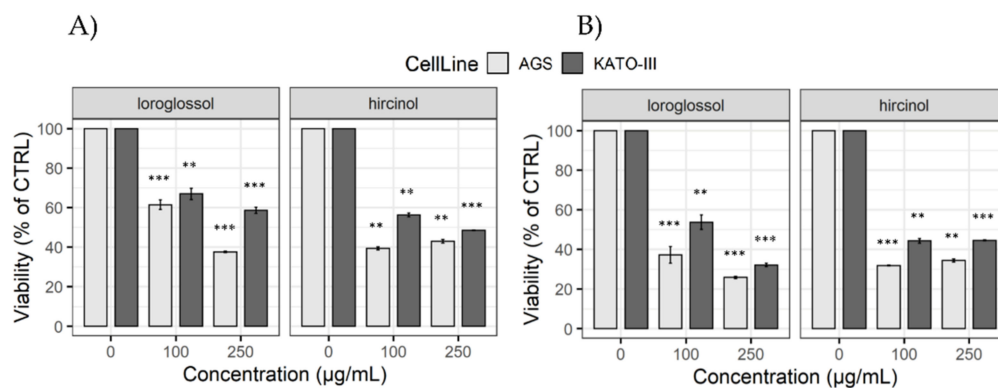 A)
B)
CellLine AGS KATO-III
loroglossol hircinol
Viability (% of CTRL)
100
80
60
40
20
0
*** ** *** ***
** ** ** ***
0 100 250 0 100 250
Concentration (µg/mL)
loroglossol hircinol
Viability (% of CTRL)
100
80
60
40
20
0
*** ** *** ***
*** ** ** ***
0 100 250 0 100 250
Concentration (µg/mL)